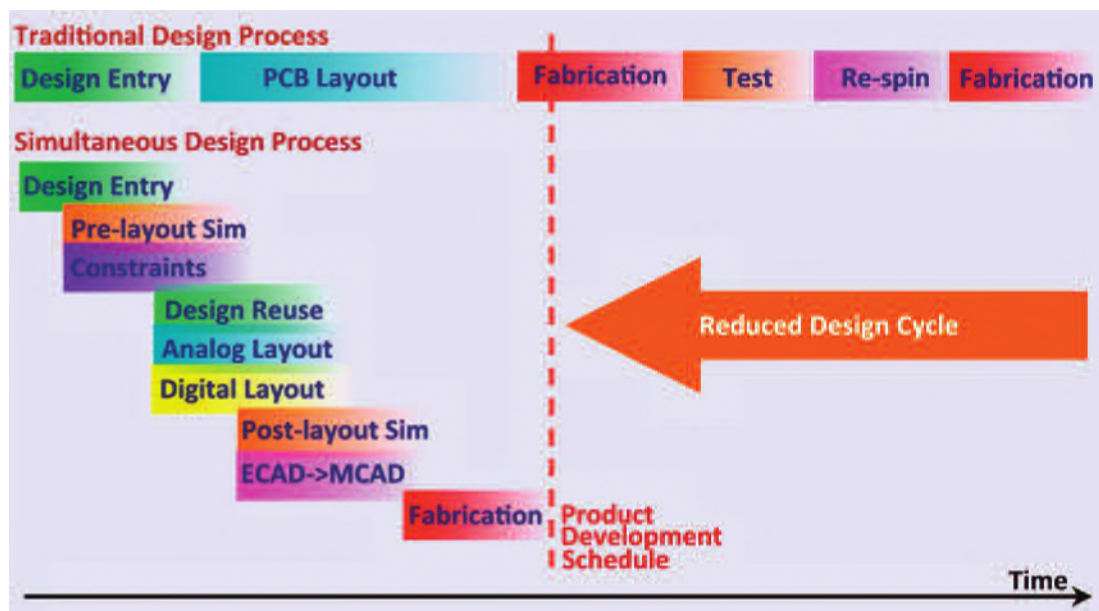 Traditional Design Process
Design Entry PCB Layout Fabrication Test Re-spin Fabrication
Simultaneous Design Process
Design Entry
Pre-layout Sim
Constraints
Design Reuse
Reduced Design Cycle
Analog Layout
Digital Layout
Post-layout Sim
ECAD->MCAD
Fabrication
Product
Development
Schedule
Time